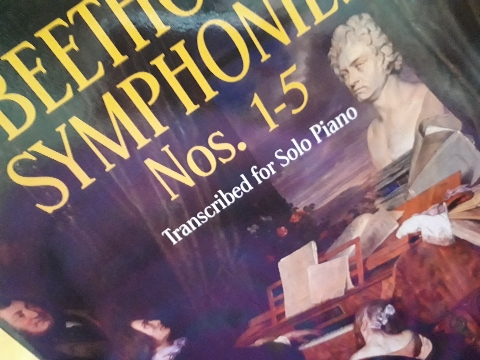 BEETHO
SYMPHONIE
Nos. 1-5
Transcribed for Solo Piano